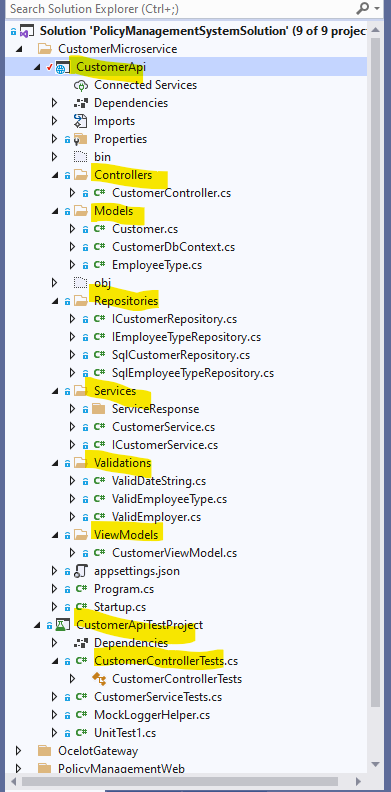 Search Solution Explorer (Ctrl+;)
Solution 'PolicyManagementSystemSolution' (9 of 9 projec
CustomerMicroservice
CustomerApi
Connected Services
Dependencies
Imports
Properties
bin
Controllers
C# CustomerController.cs
Models
C# Customer.cs
C# CustomerDbContext.cs
C# EmployeeType.cs
obj
Repositories
C# ICustomerRepository.cs
C# IEmployeeTypeRepository.cs
C# SqlCustomerRepository.cs
C# SqlEmployeeTypeRepository.cs
Services
ServiceResponse
C# CustomerService.cs
C# ICustomerService.cs
Validations
C# ValidDateString.cs
C# ValidEmployeeType.cs
C# ValidEmployer.cs
ViewModels
C# CustomerViewModel.cs
appsettings.json
C# Program.cs
C# Startup.cs
CustomerApiTestProject
Dependencies
C# CustomerControllerTests.cs
CustomerControllerTests
C# CustomerServiceTests.cs
C# MockLoggerHelper.cs
C# UnitTest1.cs
OcelotGateway
PolicyManagementWeb